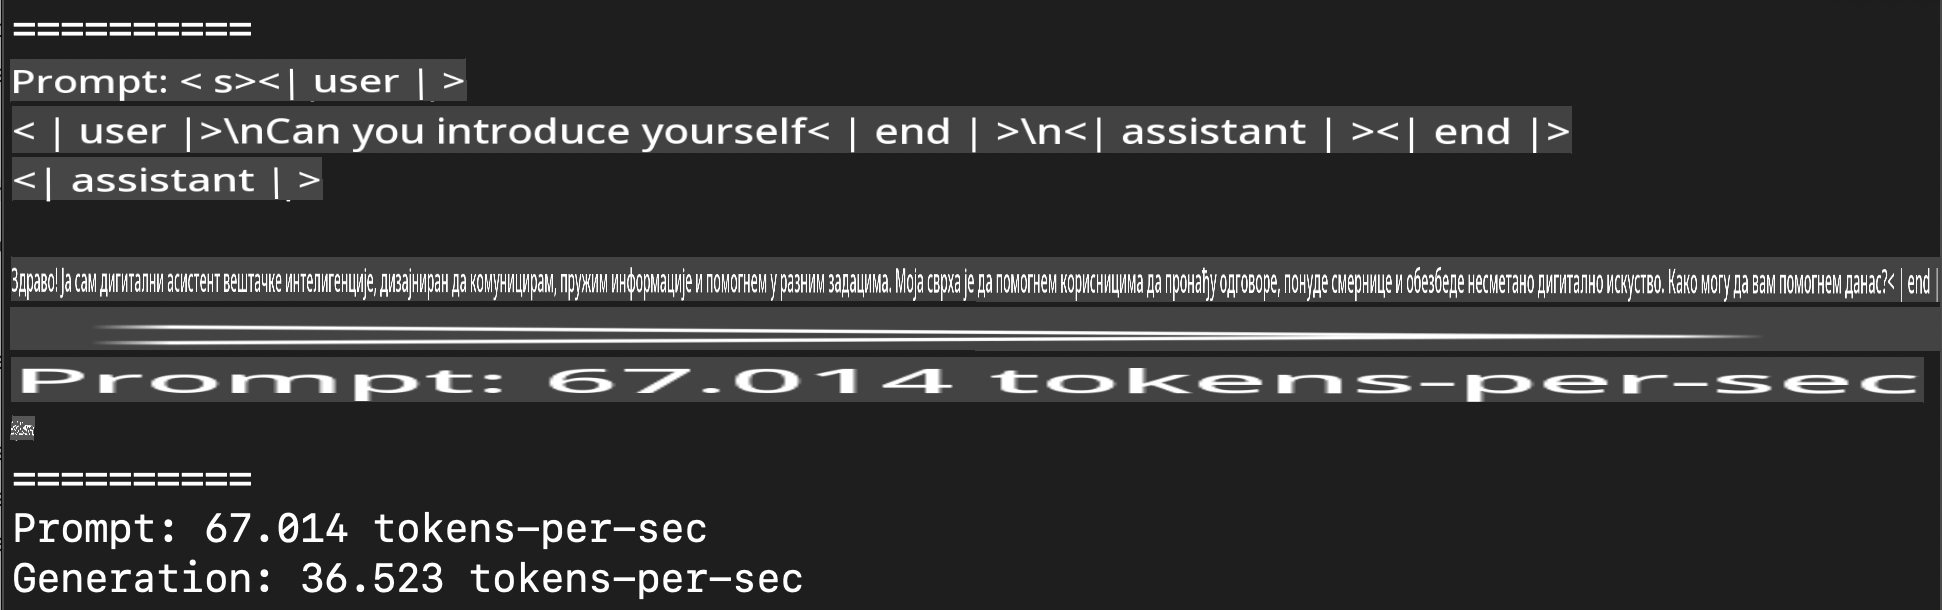 ==========
Prompt: < s><| user | >
< | user |>\nCan you introduce yourself< | end | >\n<| assistant | ><| end |>
<| assistant | >
Здраво! Ја сам дигитални асистент вештачке интелигенције, дизајниран да комуницирам, пружим информације и помогнем у разним задацима. Моја сврха је да помогнем корисницима да пронађу одговоре, понуде смернице и обезбеде несметано дигитално искуство. Како могу да вам помогнем данас?< | end |
Prompt: 67.014 tokens-per-sec
==========
Prompt: 67.014 tokens-per-sec
Generation: 36.523 tokens-per-sec